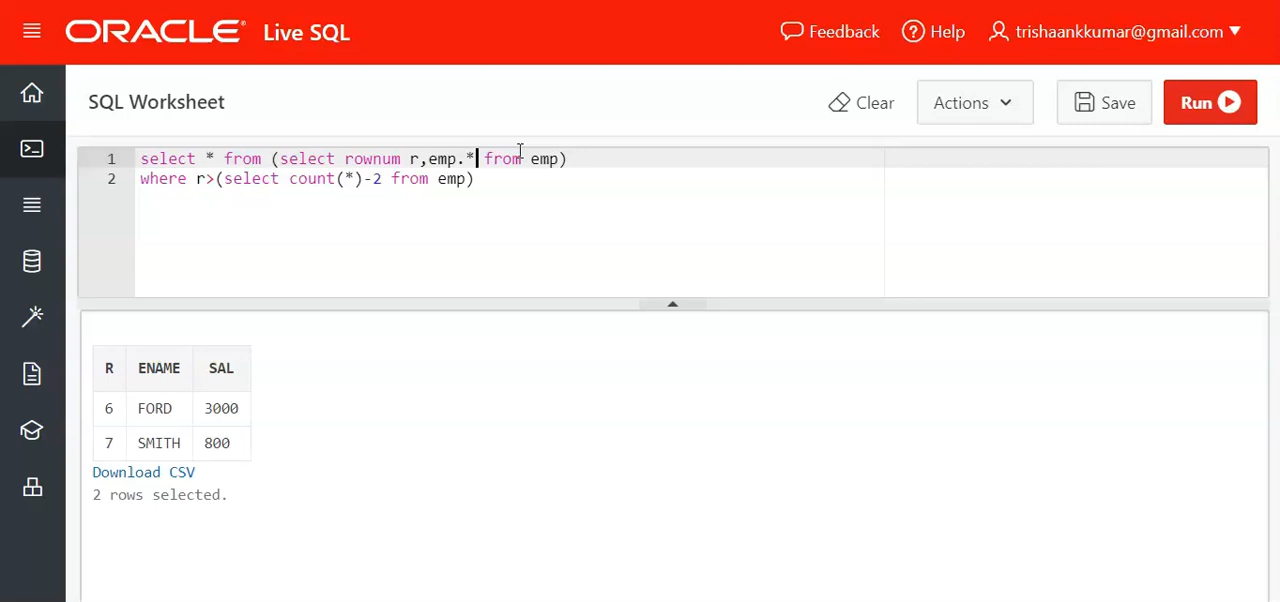 ORACLE® Live SQL
Feedback
Help
trishaankkumar@gmail.com
SQL Worksheet
Clear
Actions
Save
Run
1 select * from (select rownum r,emp.* from emp)
2 where r>(select count(*)-2 from emp)
R ENAME SAL
6 FORD 3000
7 SMITH 800
Download CSV
2 rows selected.